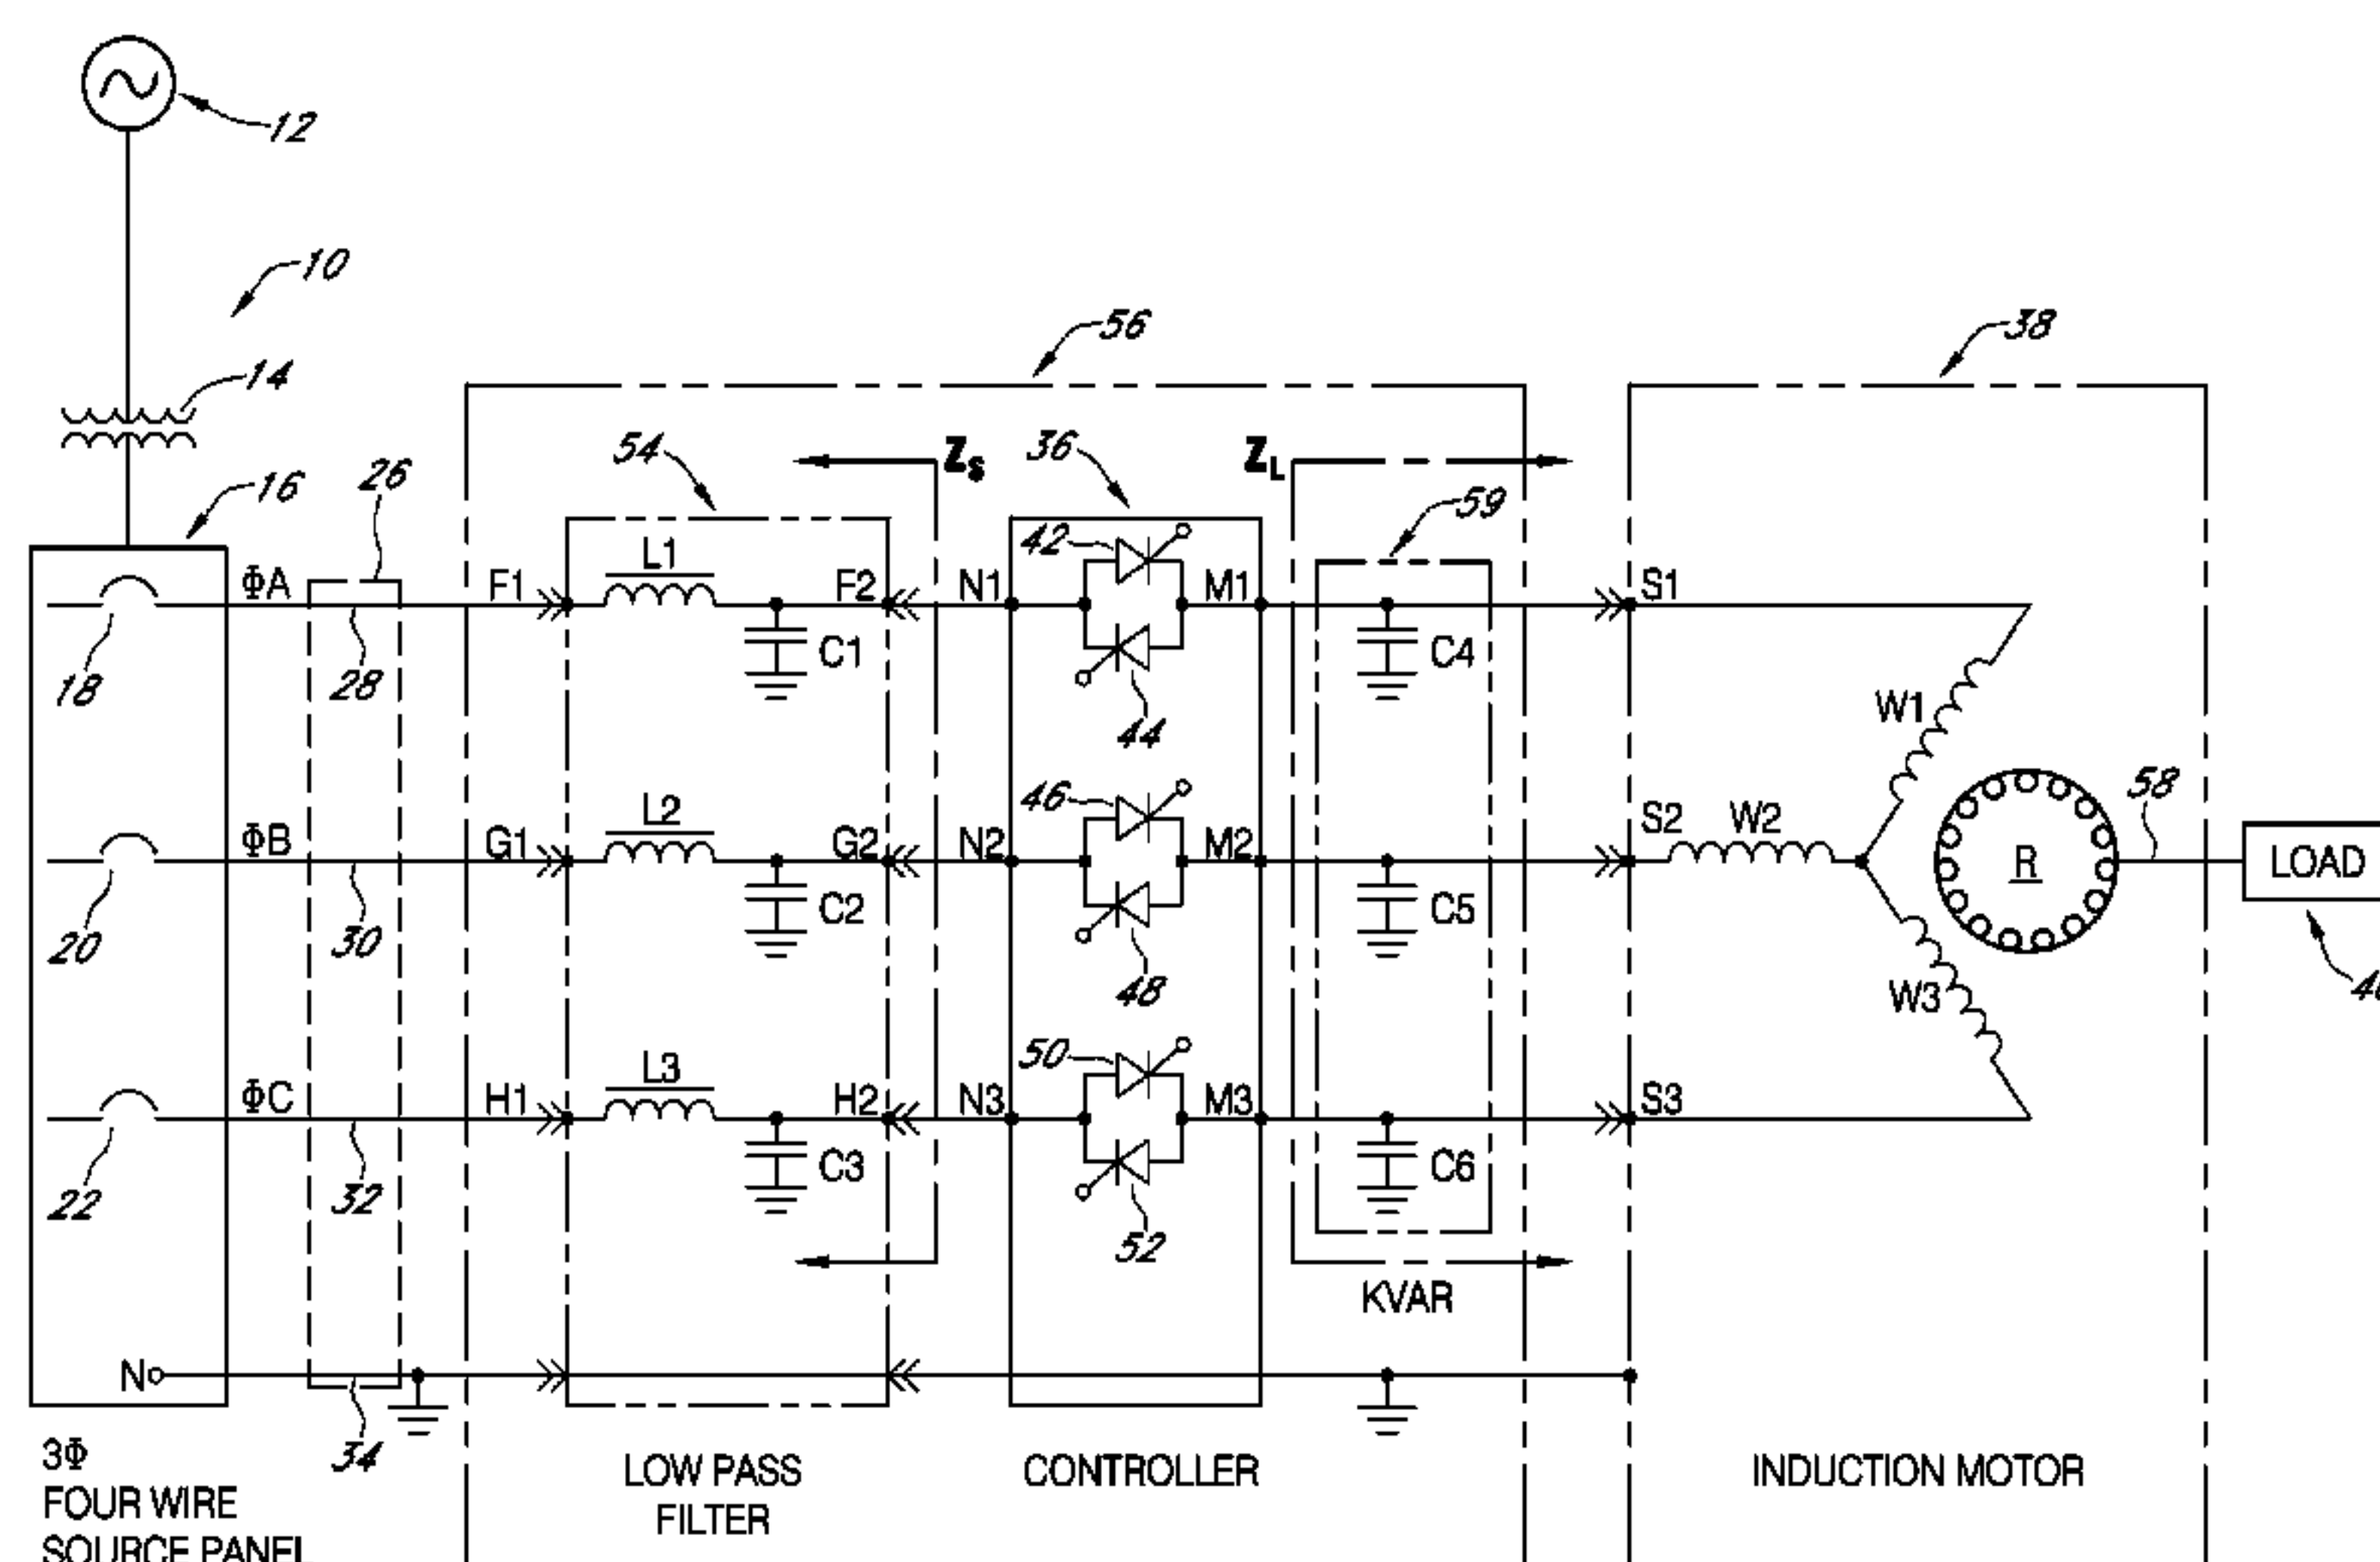 12
10
14
16
26
56
38
54
Zs
36
ZL
59
42
ΦA
F1
L1
F2
N1
M1
S1
C1
C4
18
28
44
W1
46
58
ΦB
G1
L2
G2
N2
M2
S2
W2
R
LOAD
C2
C5
20
30
48
W3
50
ΦC
H1
L3
H2
N3
M3
S3
C3
C6
22
32
52
KVAR
N
34
3Φ
FOUR WIRE
SOURCE PANEL
LOW PASS
FILTER
CONTROLLER
INDUCTION MOTOR